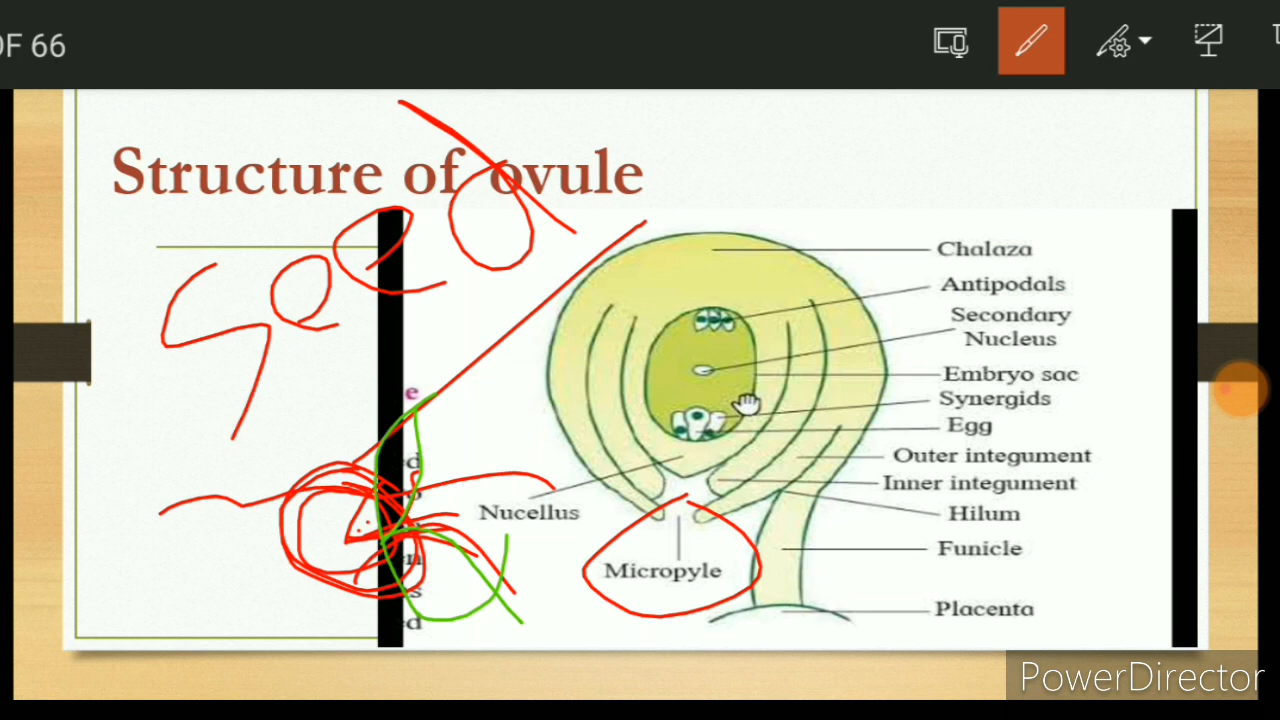 OF 66
Structure of ovule
Seed
Chalaza
Antipodals
Secondary
Nucleus
e
Embryo sac
Synergids
Egg
Outer integument
ed
Inner integument
Nucellus
Hilum
Funicle
Micropyle
Placenta
PowerDirector